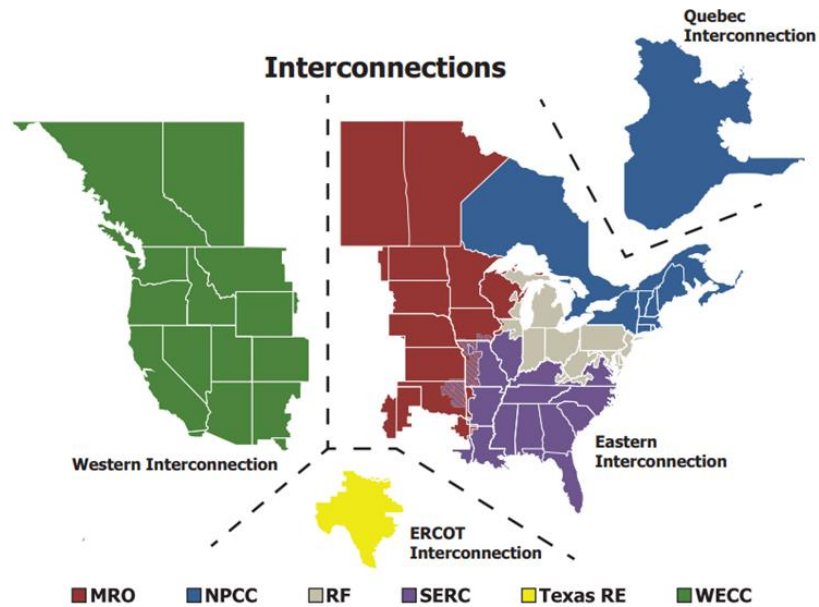 Quebec
Interconnection
Interconnections
Western Interconnection
Eastern
Interconnection
ERCOT
Interconnection
MRO NPCC RF SERC Texas RE WECC